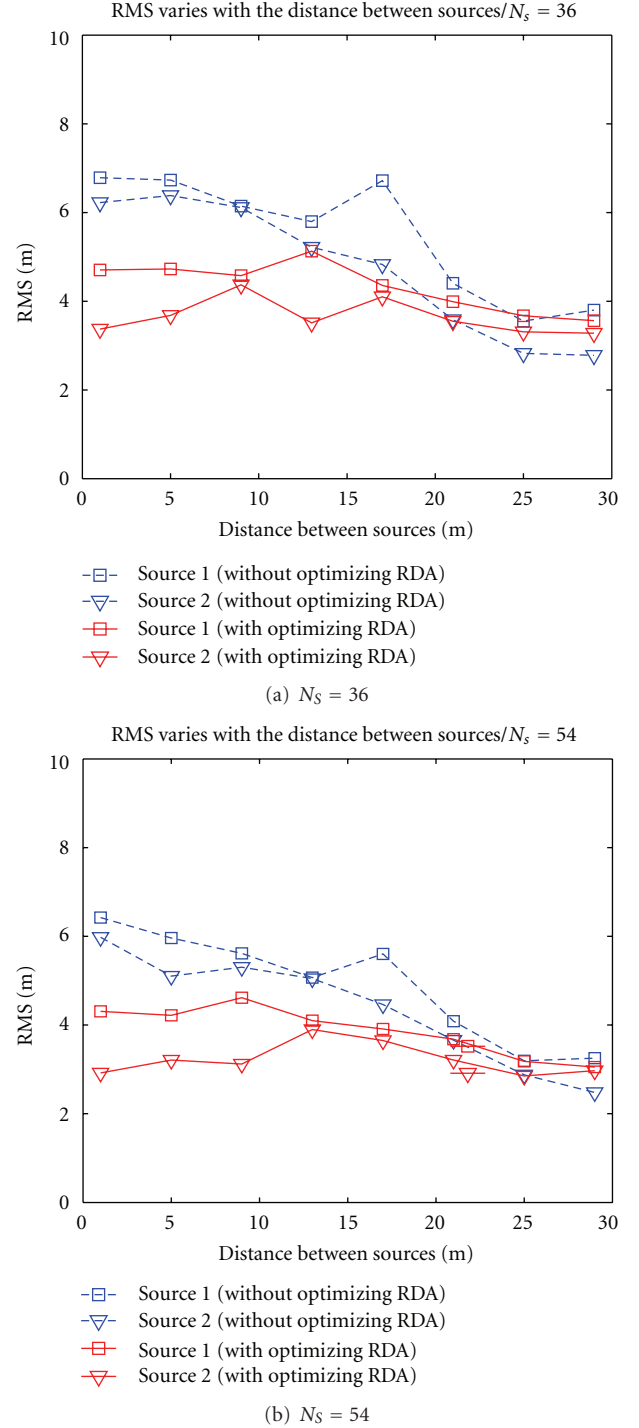 RMS varies with the distance between sources/Ns = 36
10
8
6
4
2
0
RMS (m)
0 5 10 15 20 25 30
Distance between sources (m)
Source 1 (without optimizing RDA)
Source 2 (without optimizing RDA)
Source 1 (with optimizing RDA)
Source 2 (with optimizing RDA)
(a) NS = 36
RMS varies with the distance between sources/Ns = 54
10
8
6
4
2
0
RMS (m)
0 5 10 15 20 25 30
Distance between sources (m)
Source 1 (without optimizing RDA)
Source 2 (without optimizing RDA)
Source 1 (with optimizing RDA)
Source 2 (with optimizing RDA)
(b) NS = 54